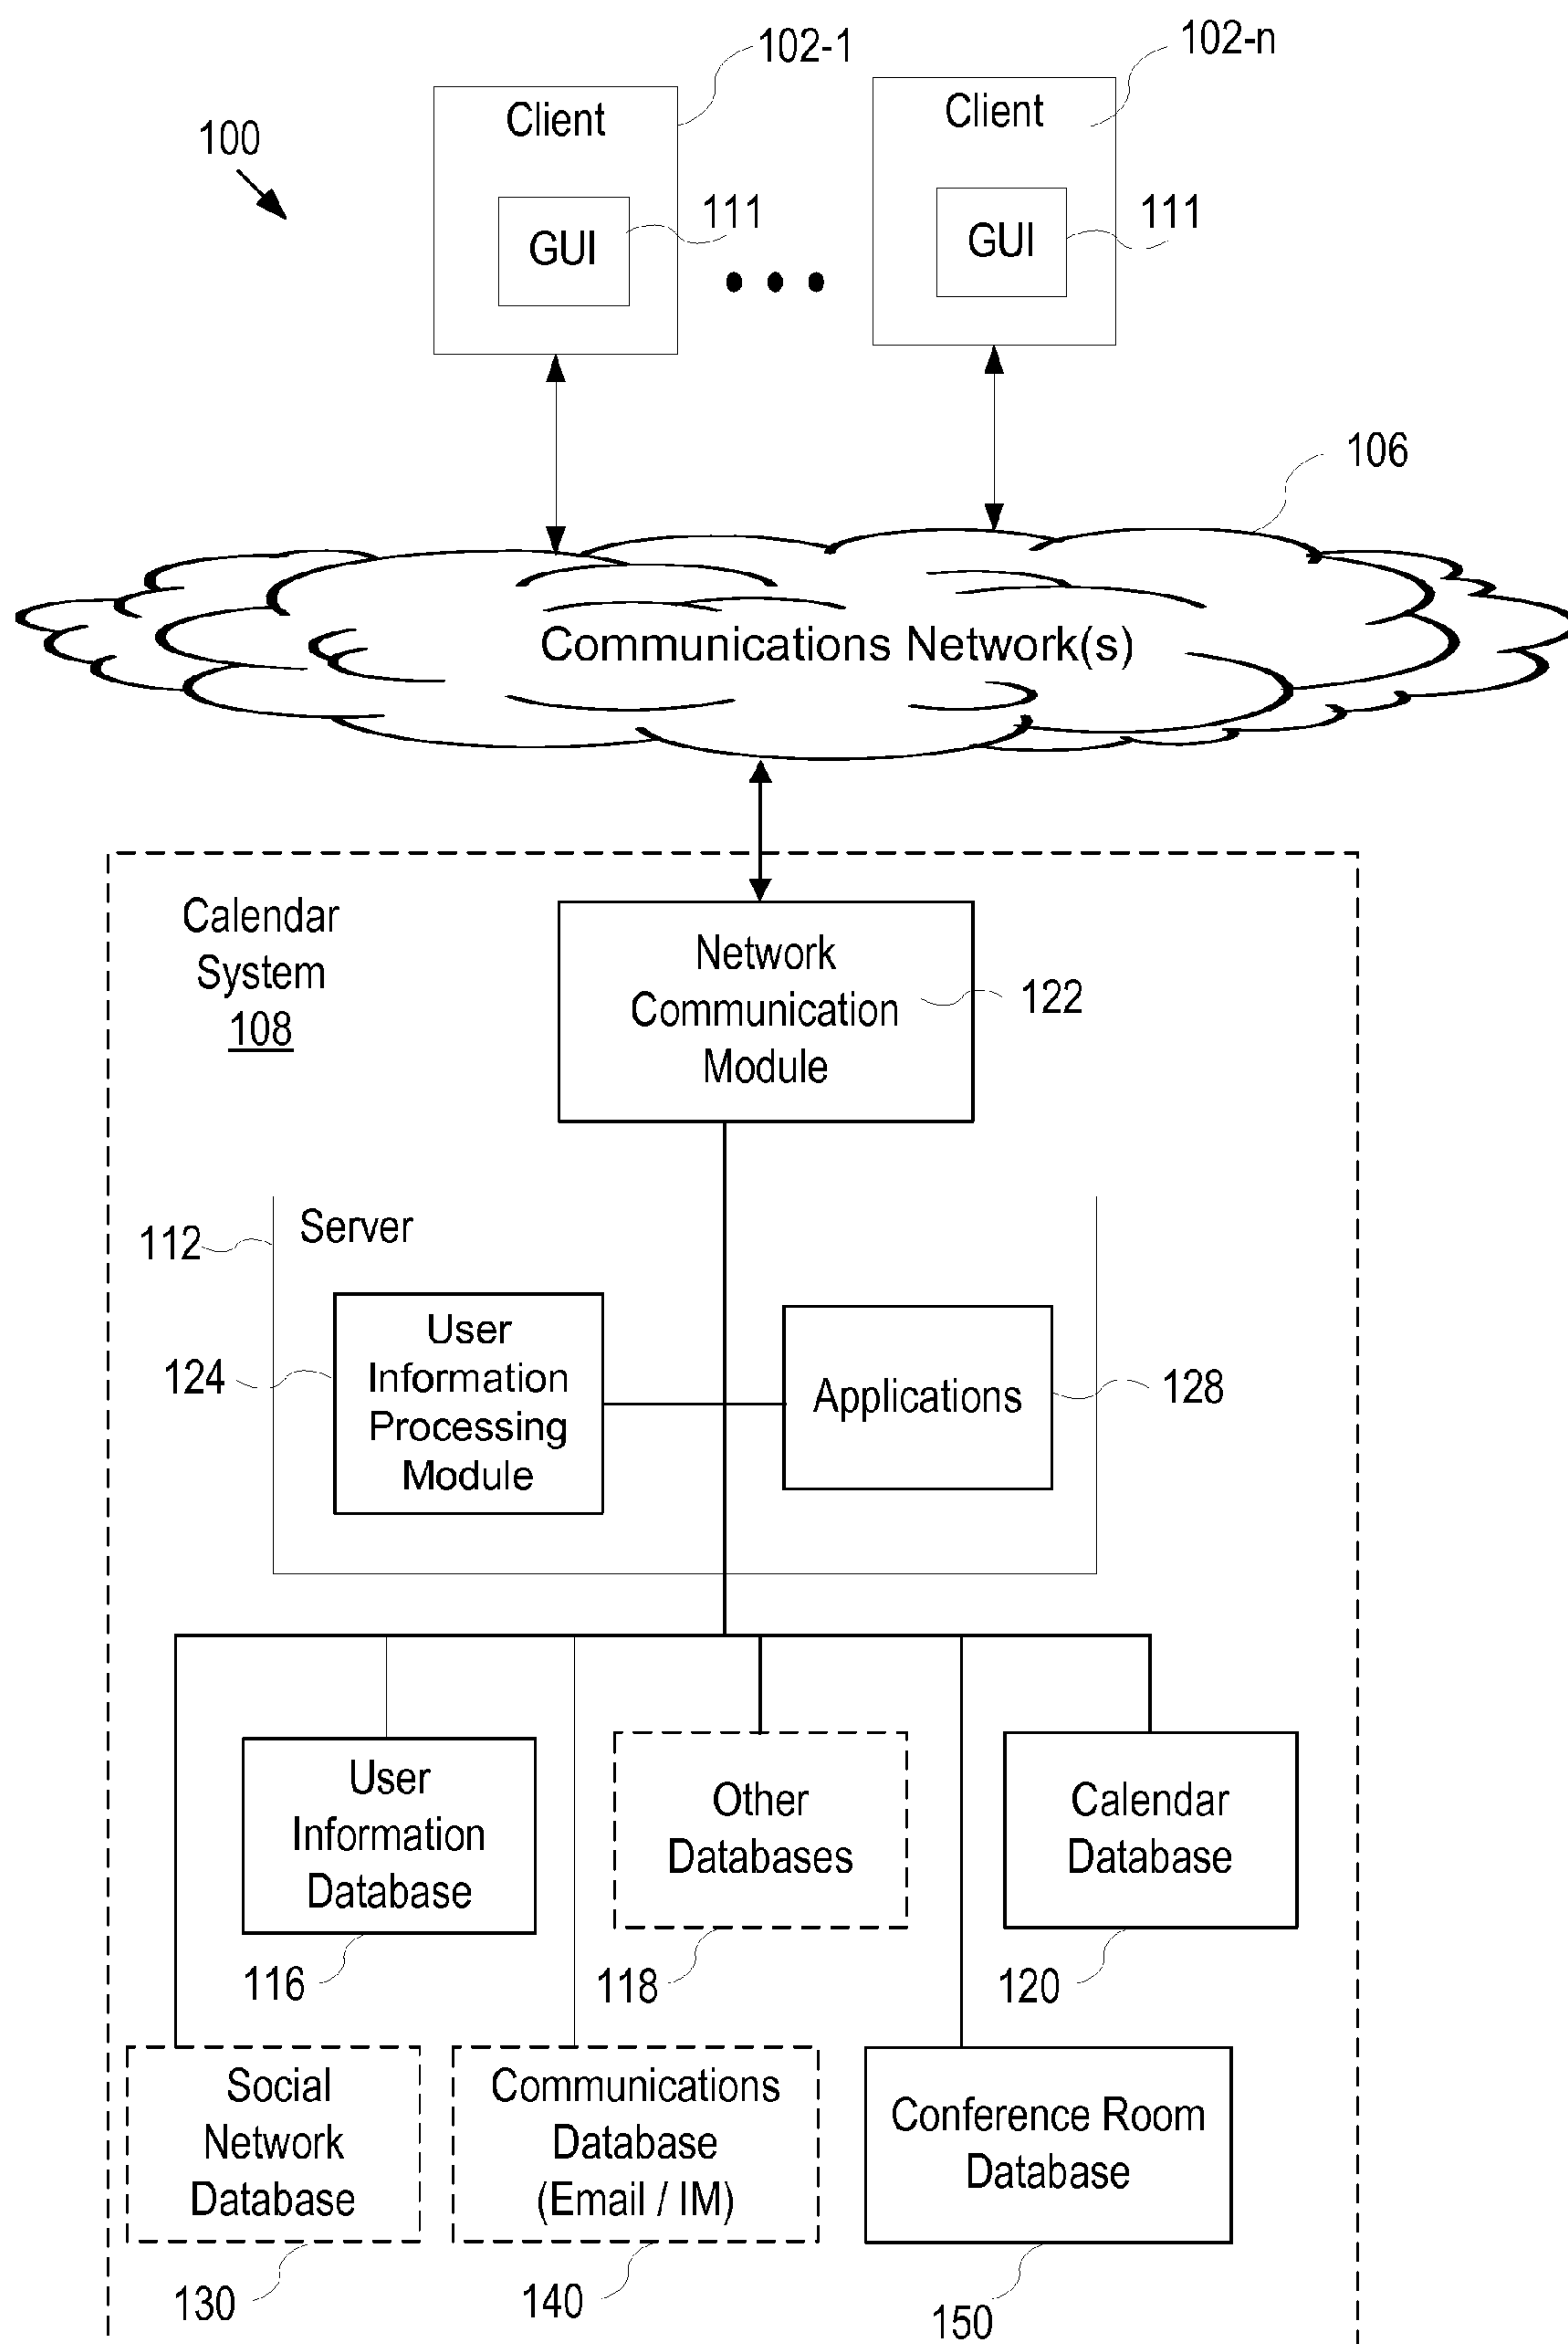 102-1
102-n
Client
Client
100
111
111
GUI
GUI
106
Communications Network(s)
Calendar
System
108
Network
Communication
Module
122
112
Server
User
Information
Processing
Module
124
Applications
128
User
Information
Database
Other
Databases
Calendar
Database
116
118
120
Social
Network
Database
Communications
Database
(Email / IM)
Conference Room
Database
130
140
150